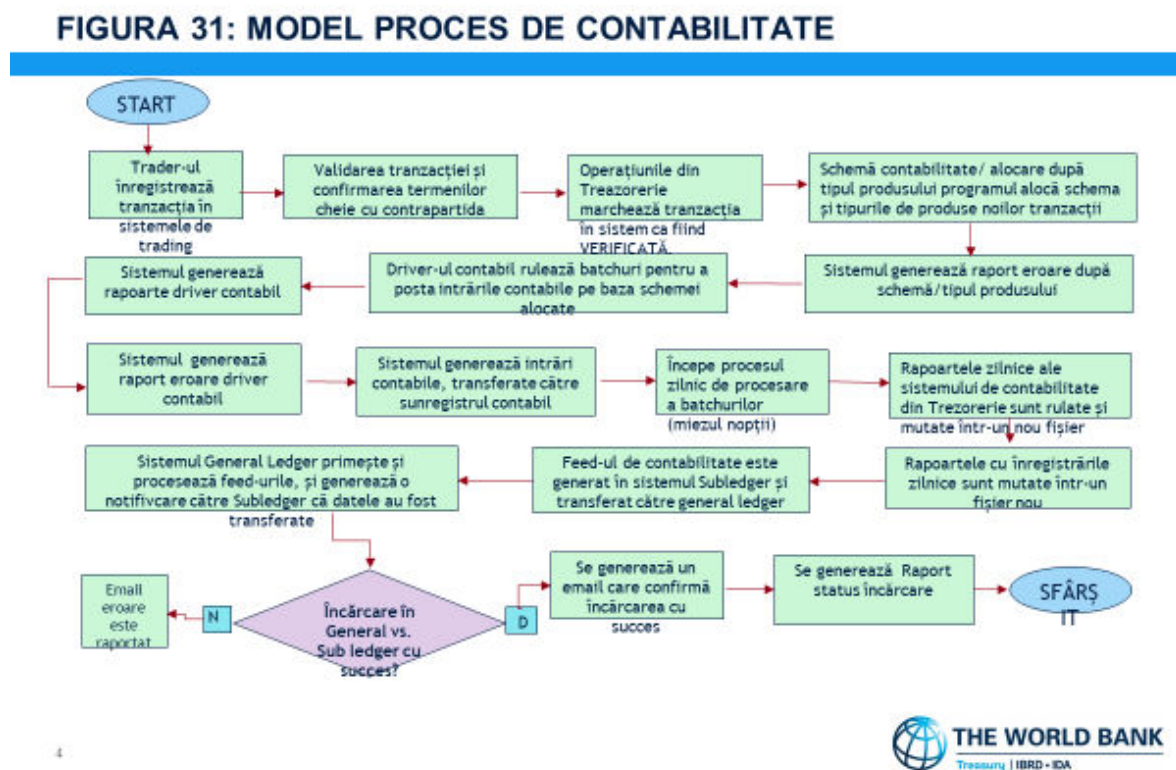 FIGURA 31: MODEL PROCES DE CONTABILITATE
START
Trader-ul
înregistrează
tranzacția în
sistemele de
trading
Validarea tranzacției și
confirmarea termenilor
cheie cu contrapartida
Operațiunile din
Treazorerie
marchează tranzacția
în sistem ca fiind
VERIFICATĂ.
Schemă contabilitate/ alocare după
tipul produsului programul alocă schema
și tipurile de produse noilor tranzacții
Sistemul generează
rapoarte driver contabil
Driver-ul contabil rulează batchuri pentru a
posta intrările contabile pe baza schemei
alocate
Sistemul generează raport eroare după
schemă/tipul produsului
Sistemul generează
raport eroare driver
contabil
Sistemul generează intrări
contabile, transferate către
sunregistrul contabil
Începe procesul
zilnic de procesare
a batchurilor
(miezul nopții)
Rapoartele zilnice ale
sistemului de contabilitate
din Trezorerie sunt rulate și
mutate într-un nou fișier
Sistemul General Ledger primește și
procesează feed-urile, și generează o
notifivcare către Subledger că datele au fost
transferate
Feed-ul de contabilitate este
generat în sistemul Subledger și
transferat către general ledger
Rapoartele cu înregistrările
zilnice sunt mutate într-un
fișier nou
Email
eroare
este
raportat
N
Încărcare în
General vs.
Sub ledger cu
succes?
D
Se generează un
email care confirmă
încărcarea cu
succes
Se generează Raport
status încărcare
SFÂRȘ
IT
4
THE WORLD BANK
Treasury | IBRD • IDA